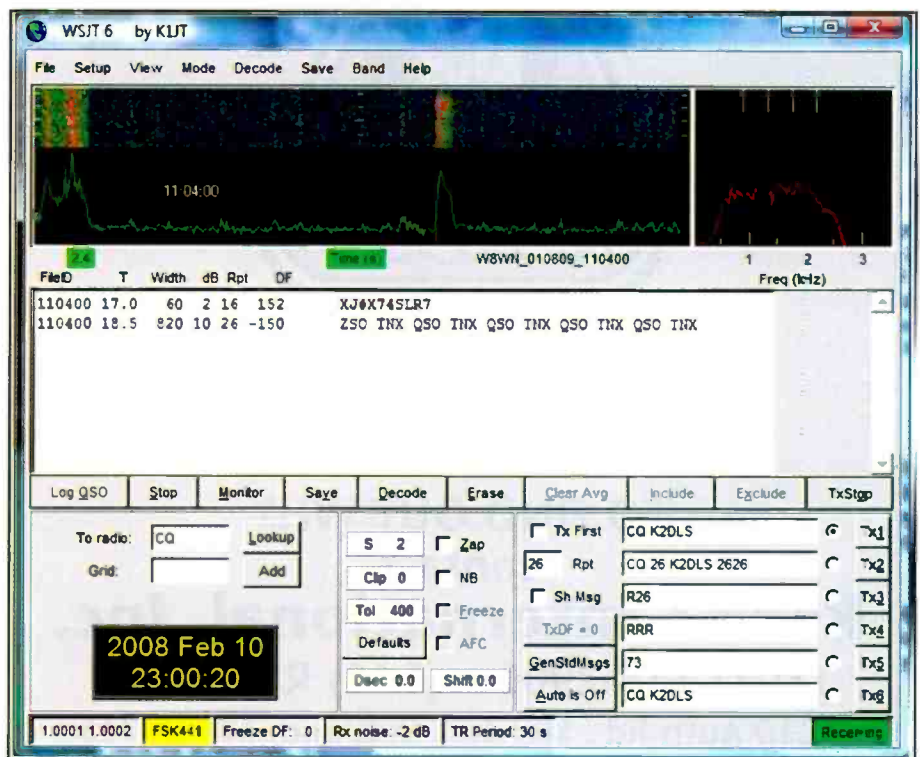 WSJT 6 by K1JT
File Setup View Mode Decode Save Band Help
11:04:00
2.4 Time (s) W8WN_010809_110400 1 2 3
Freq (kHz)
FileID T Width dB Rpt DF
110400 17.0 60 2 16 152 XJ0X74SLR7
110400 18.5 820 10 26 -150 ZSO TNX QSO TNX QSO TNX QSO TNX QSO TNX
Log QSO Stop Monitor Save Decode Erase Clear Avg Include Exclude TxStop
To radio: CQ Lookup
Grid: Add
2008 Feb 10
23:00:20
S 2 Zap
Clip 0 NB
Tol 400 Freeze
Defaults AFC
Dsec 0.0 Shift 0.0
Tx First CQ K2DLS Tx1
26 Rpt CQ 26 K2DLS 2626 Tx2
Sh Msg R26 Tx3
TxDF = 0 RRR Tx4
GenStdMsgs 73 Tx5
Auto is Off CQ K2DLS Tx6
1.0001 1.0002 FSK441 Freeze DF: 0 Rx noise: -2 dB TR Period: 30 s Receiving